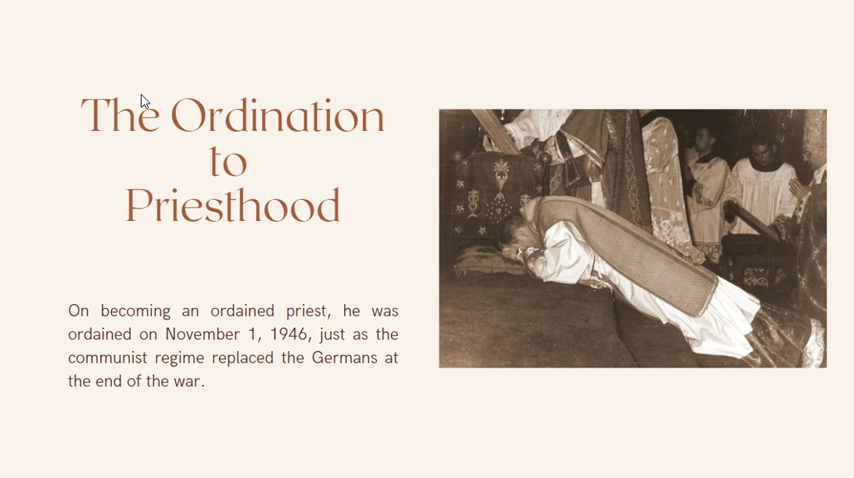 The Ordination
to
Priesthood
On becoming an ordained priest, he was
ordained on November 1, 1946, just as the
communist regime replaced the Germans at
the end of the war.